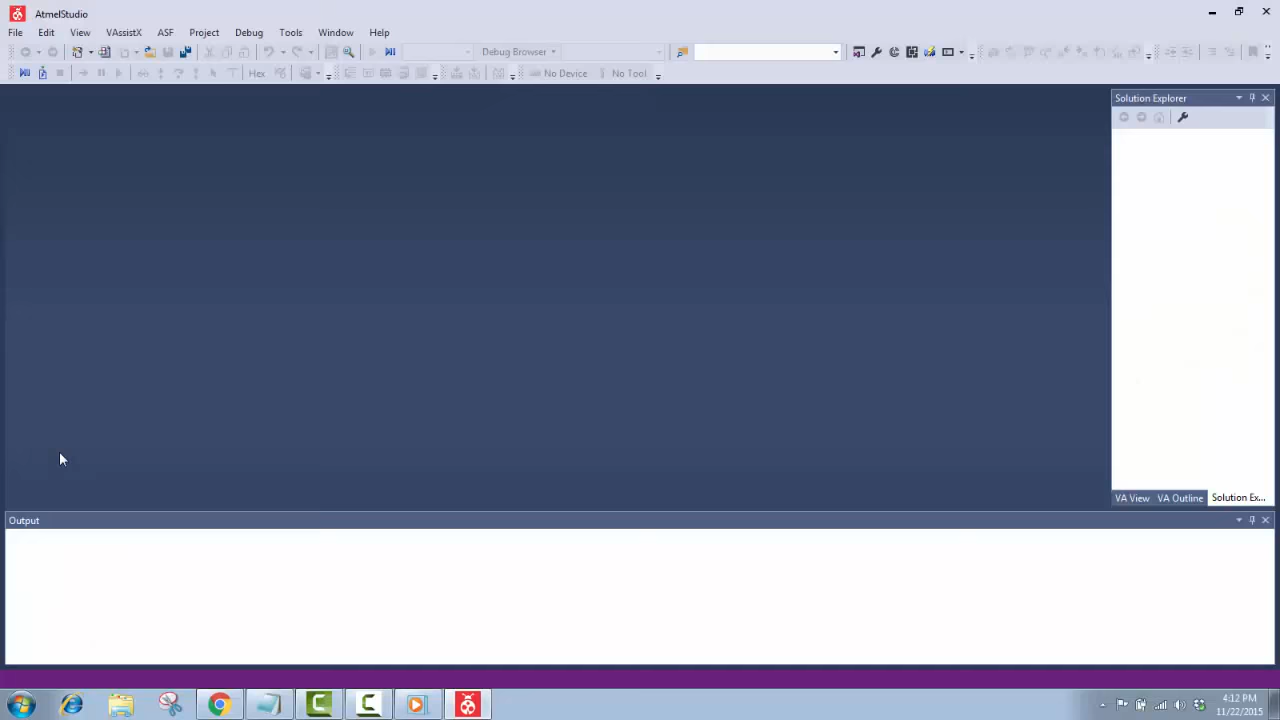 AtmelStudio
File Edit View VAssistX ASF Project Debug Tools Window Help
Debug Browser
Hex No Device No Tool
Solution Explorer
VA View VA Outline Solution Ex...
Output
4:12 PM
11/22/2015